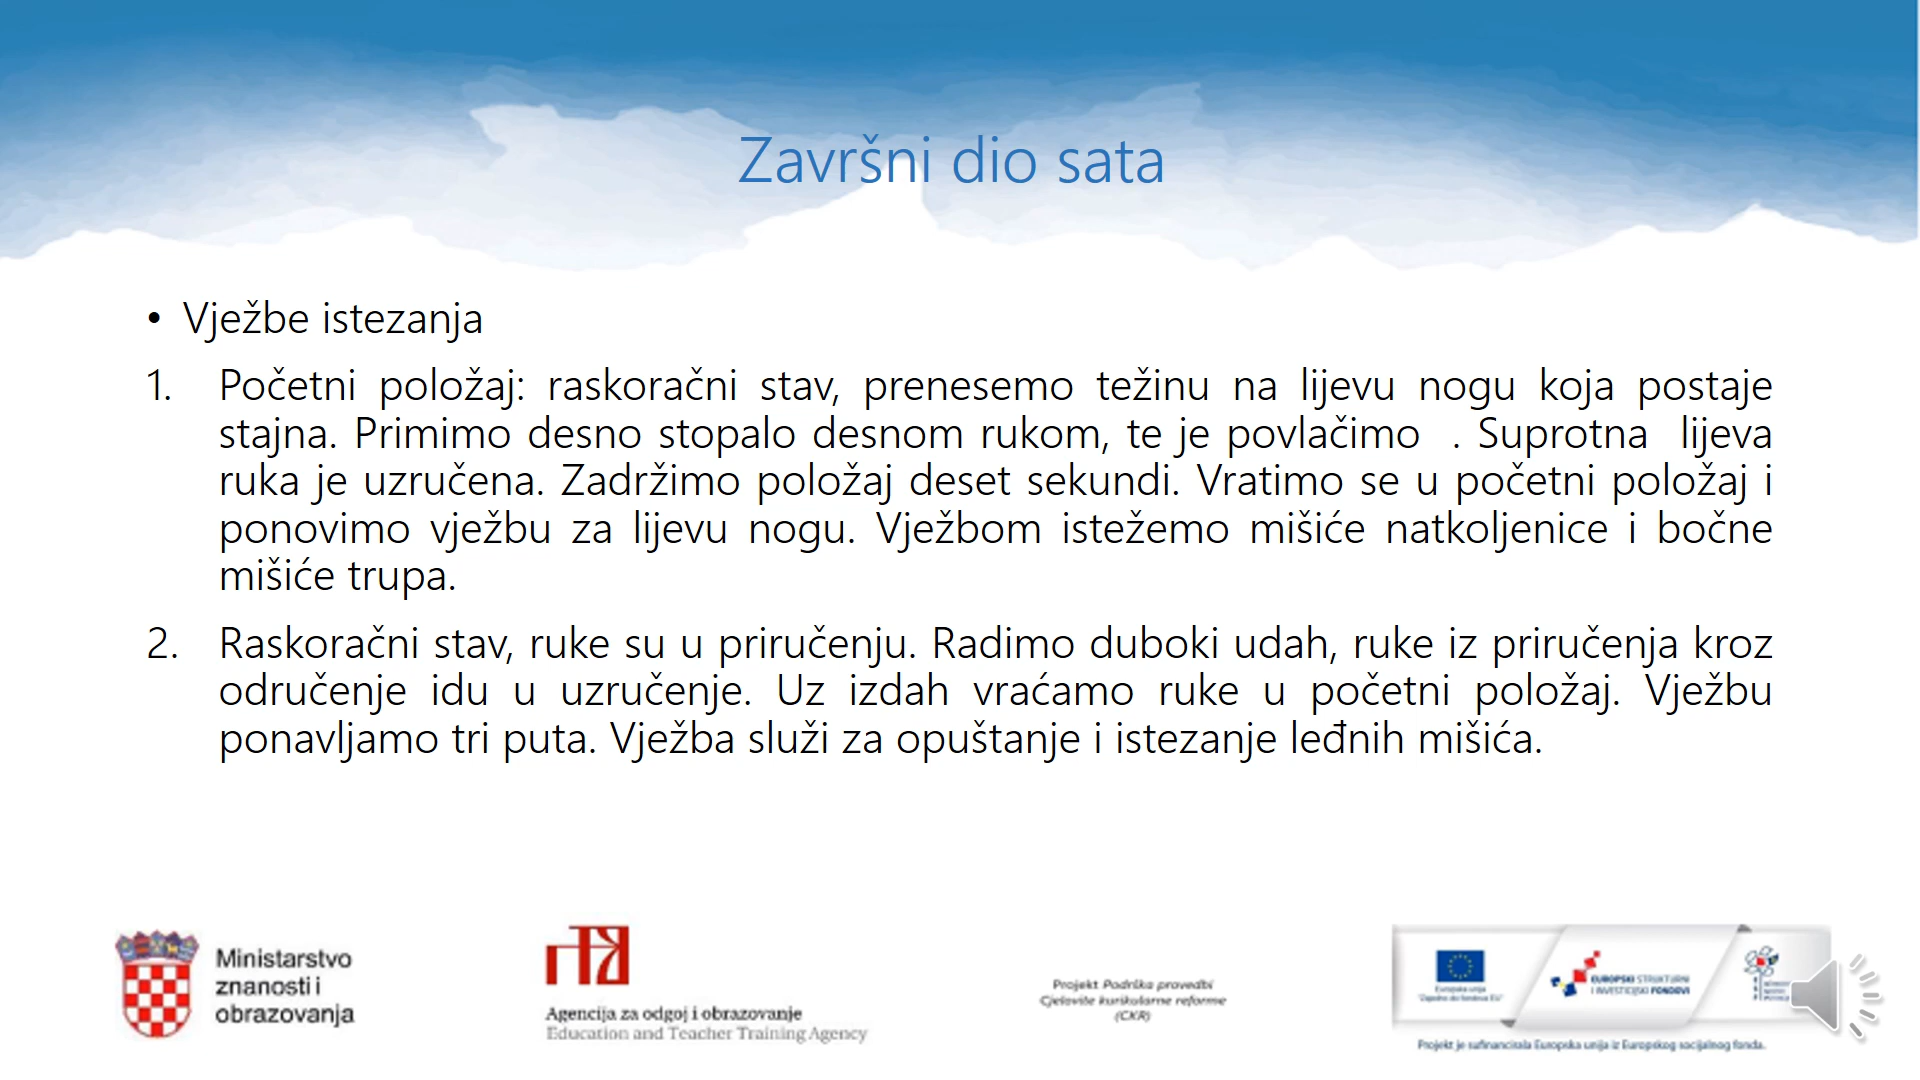 Završni dio sata
• Vježbe istezanja
1. Početni položaj: raskoračni stav, prenesemo težinu na lijevu nogu koja postaje
stajna. Primimo desno stopalo desnom rukom, te je povlačimo . Suprotna lijeva
ruka je uzručena. Zadržimo položaj deset sekundi. Vratimo se u početni položaj i
ponovimo vježbu za lijevu nogu. Vježbom istežemo mišiće natkoljenice i bočne
mišiće trupa.
2. Raskoračni stav, ruke su u priručenju. Radimo duboki udah, ruke iz priručenja kroz
odručenje idu u uzručenje. Uz izdah vraćamo ruke u početni položaj. Vježbu
ponavljamo tri puta. Vježba služi za opuštanje i istezanje leđnih mišića.
Ministarstvo
znanosti i
obrazovanja
Agencija za odgoj i obrazovanje
Education and Teacher Training Agency
Projekt Podrška provedbi
Cjelovite kurikularne reforme
(CKR)
Europska unija
"Zajedno do fondova EU"
EUROPSKI STRUKTURNI
I INVESTICIJSKI FONDOVI
Projekt je sufinancirala Europska unija iz Europskog socijalnog fonda.